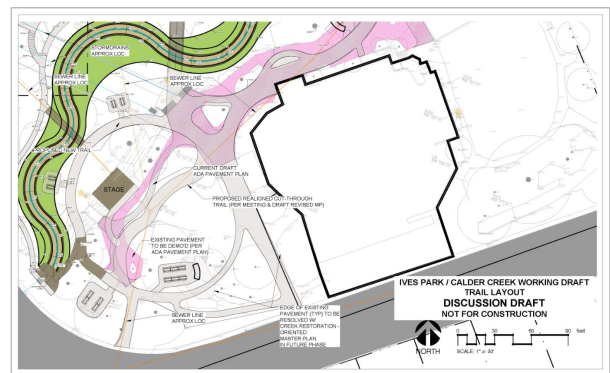 STORMDRAINS
APPROX LOC
SEWER LINE
APPROX LOC
SEWER LINE
APPROX LOC
PROPOSED NEW TRAIL
CURRENT DRAFT
ADA PAVEMENT PLAN
STAGE
PROPOSED REALIGNED CUT-THROUGH
TRAIL (PER MEETING & DRAFT REVISED MP)
EXISTING PAVEMENT
TO BE DEMO'D (PER
ADA PAVEMENT PLAN)
SEWER LINE
APPROX LOC
EDGE OF EXISTING
PAVEMENT (TYP) TO BE
RESOLVED W/
CREEK RESTORATION -
ORIENTED
MASTER PLAN
IN FUTURE PHASE
IVES PARK / CALDER CREEK WORKING DRAFT
TRAIL LAYOUT
DISCUSSION DRAFT
NOT FOR CONSTRUCTION
NORTH
0 30 60 90 feet
SCALE: 1" = 30'